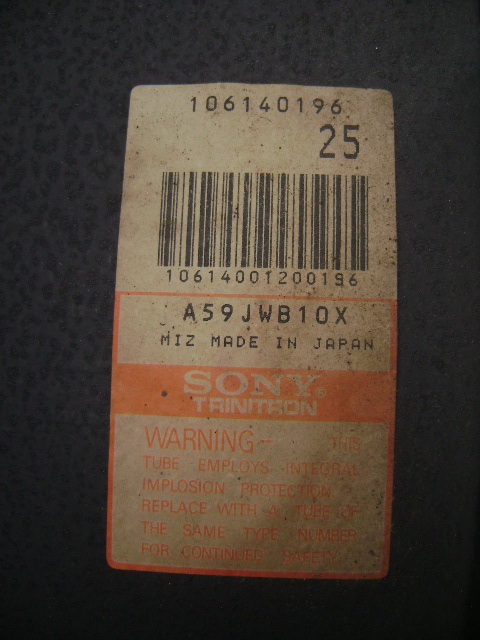 106140196
25
10614001200196
A59JWB10X
MIZ MADE IN JAPAN
SONY®
TRINITRON
WARNING- THIS
TUBE EMPLOYS INTEGRAL
IMPLOSION PROTECTION
REPLACE WITH A TUBE OF
THE SAME TYPE NUMBER
FOR CONTINUED SAFETY